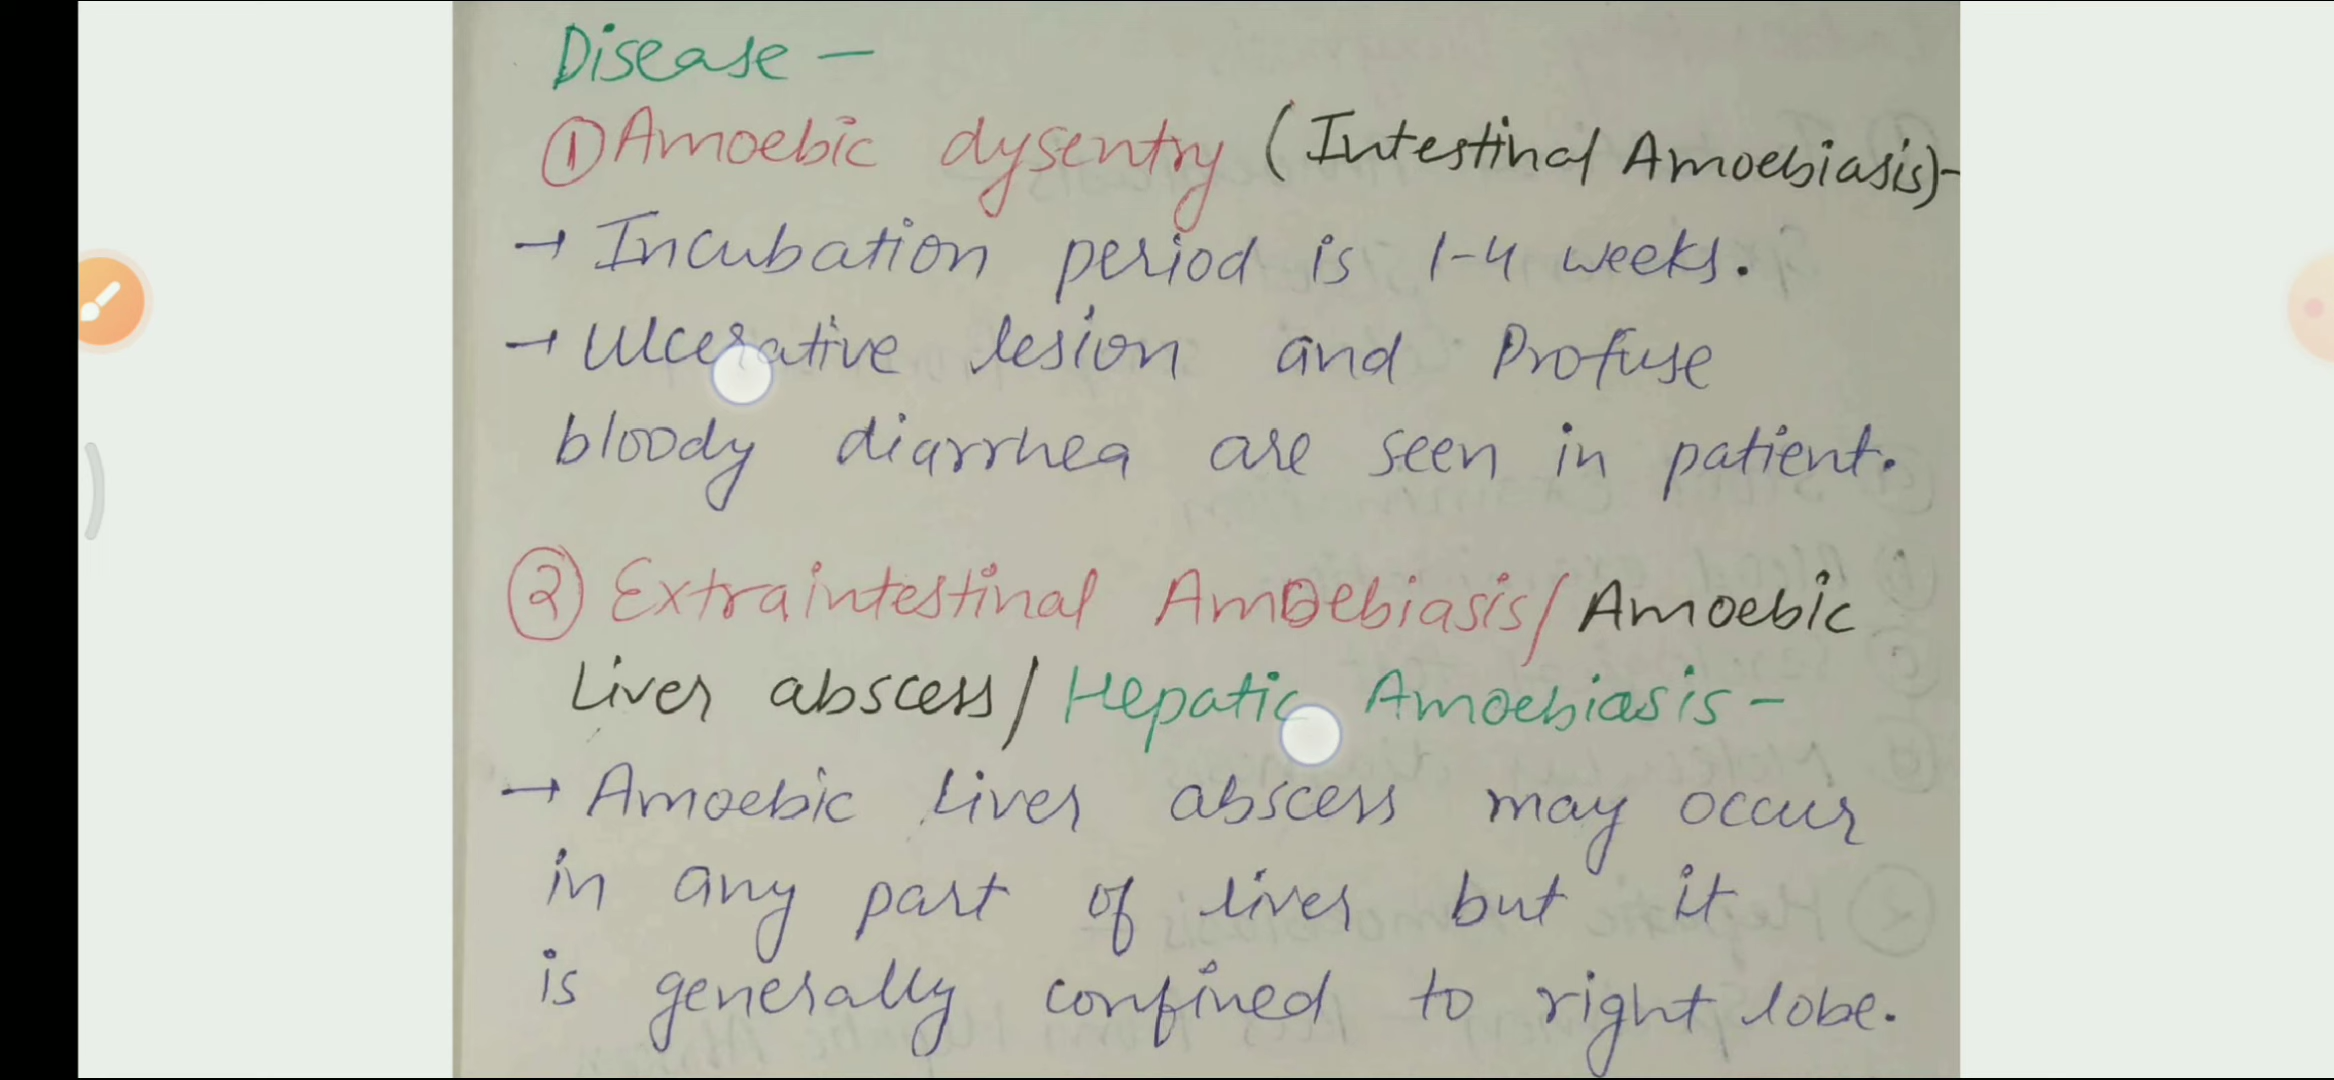 Disease -
① Amoebic dysentry (Intestinal Amoebiasis)-
→ Incubation period is 1-4 weeks.
→ Ulcerative lesion and Profuse
bloody diarrhea are seen in patient.
② Extraintestinal Amoebiasis/Amoebic
Liver abscess/Hepatic Amoebiasis -
→ Amoebic liver abscess may occur
in any part of liver but it
is generally confined to right lobe.